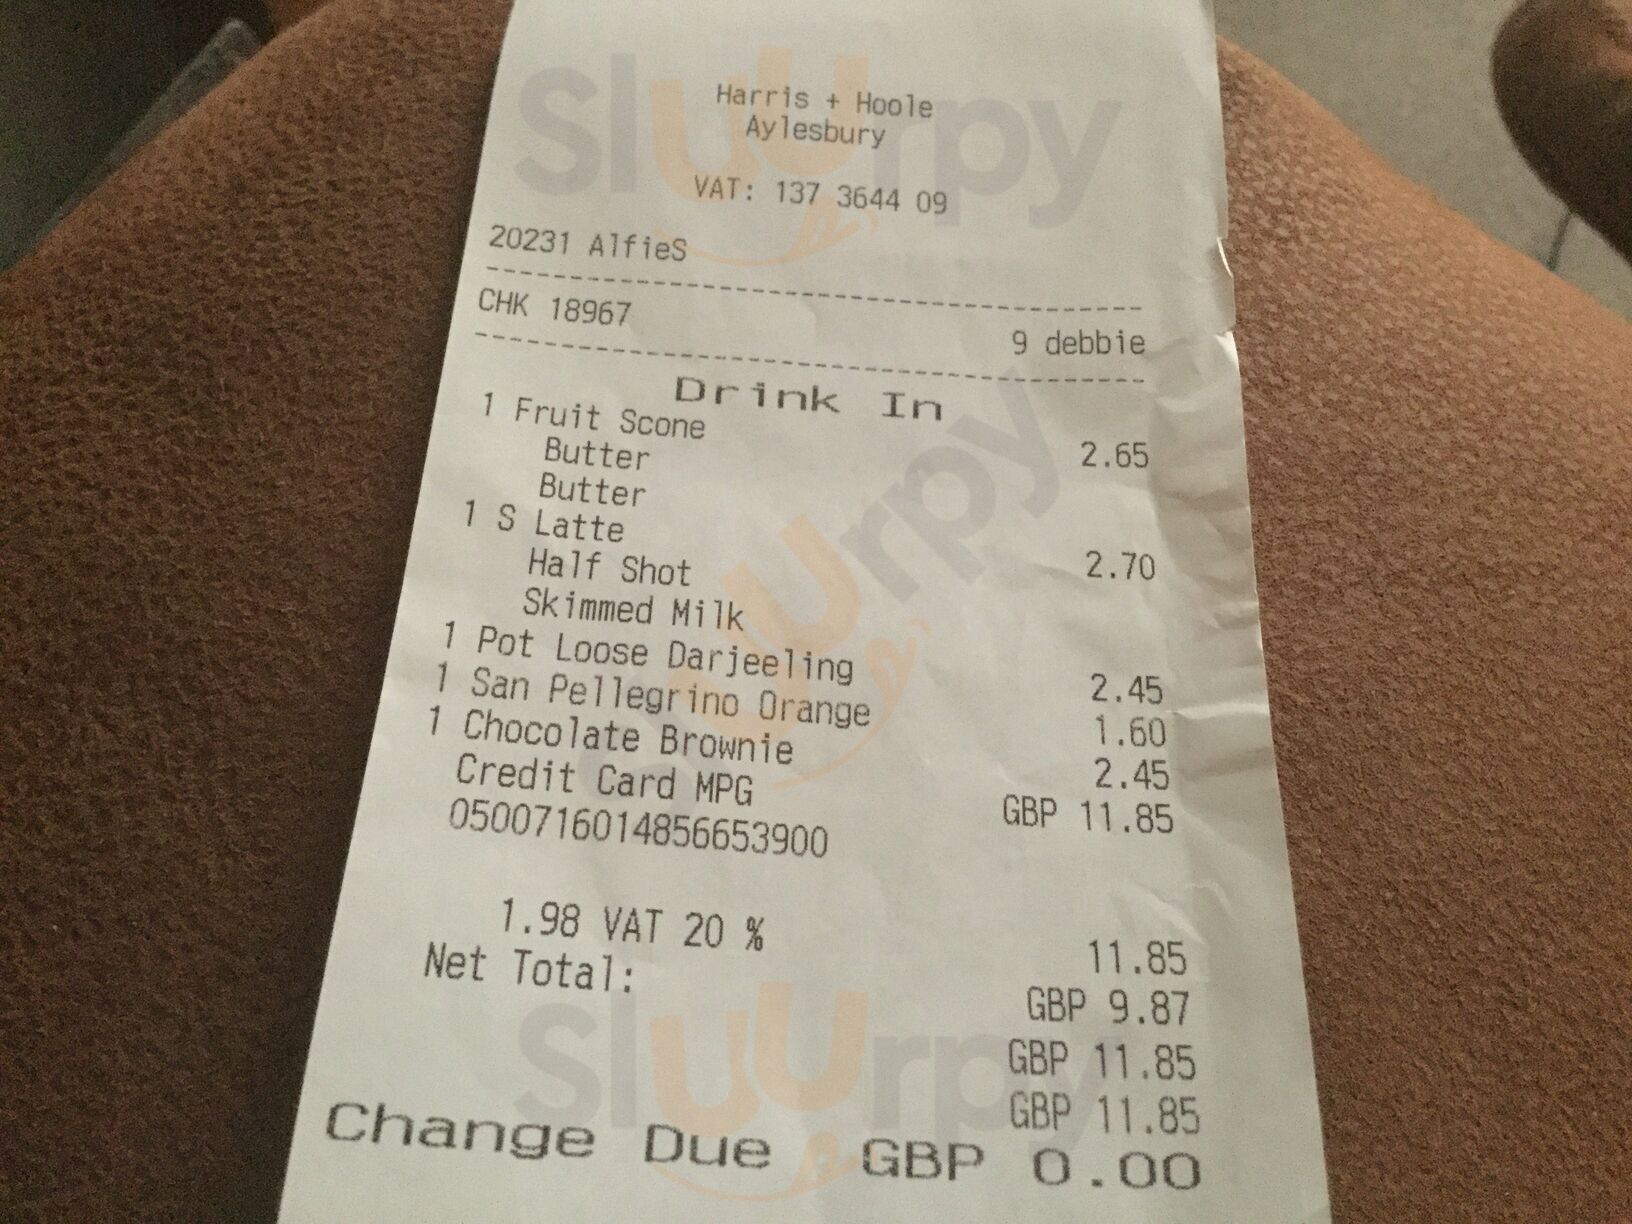 Harris + Hoole
Aylesbury
VAT: 137 3644 09
20231 AlfieS
CHK 18967 9 debbie
Drink In
1 Fruit Scone 2.65
Butter
Butter
1 S Latte 2.70
Half Shot
Skimmed Milk
1 Pot Loose Darjeeling 2.45
1 San Pellegrino Orange 1.60
1 Chocolate Brownie 2.45
Credit Card MPG GBP 11.85
0500716014856653900
1.98 VAT 20 % 11.85
Net Total: GBP 9.87
GBP 11.85
GBP 11.85
Change Due GBP 0.00
Sluurpy
Sluurpy
Sluurpy